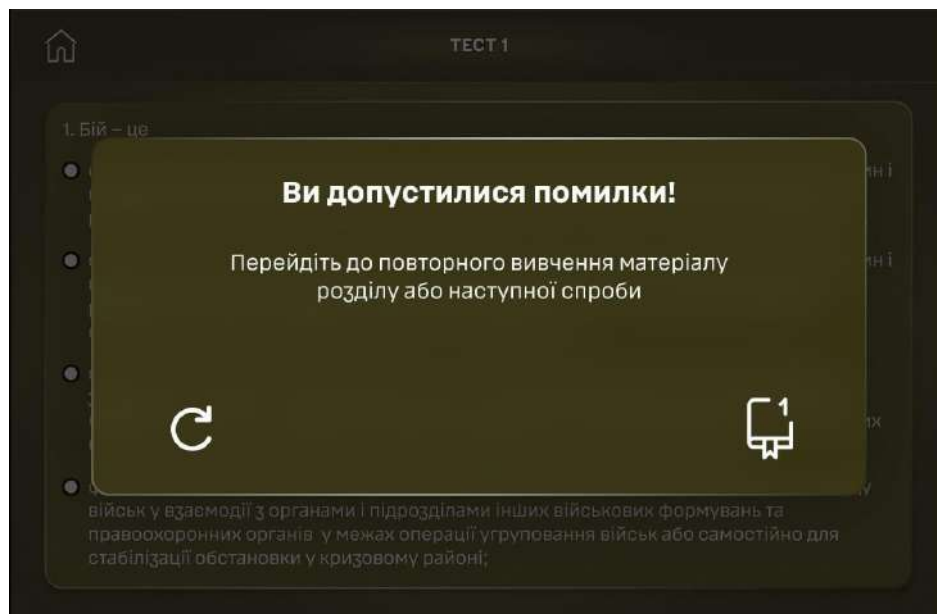 ТЕСТ 1
1. Бій – це
Ви допустилися помилки!
Перейдіть до повторного вивчення матеріалу
розділу або наступної спроби
1
військ у взаємодії з органами і підрозділами інших військових формувань та
правоохоронних органів у межах операції угруповання військ або самостійно для
стабілізації обстановки у кризовому районі;